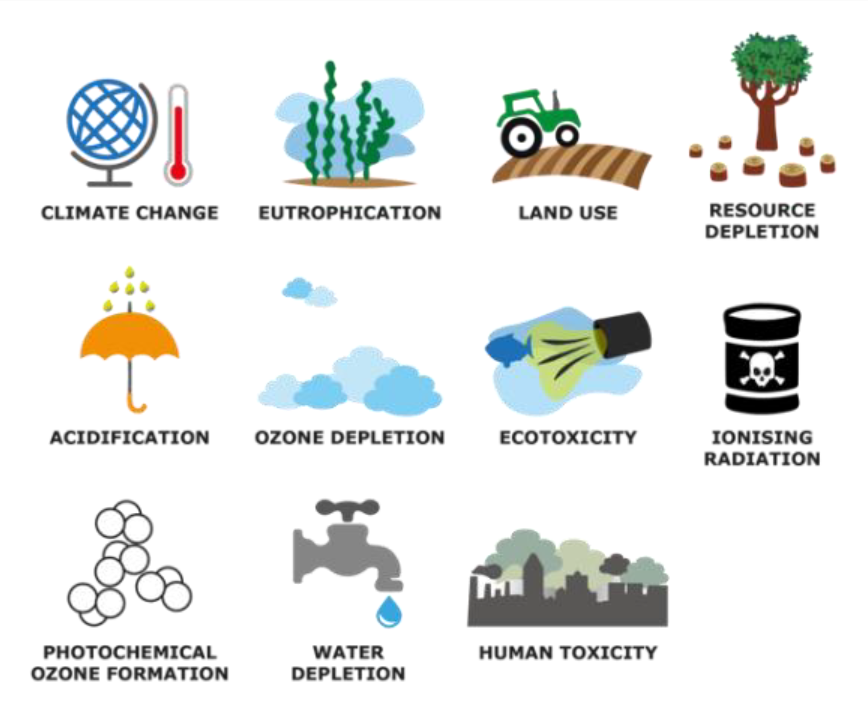 CLIMATE CHANGE
EUTROPHICATION
LAND USE
RESOURCE
DEPLETION
ACIDIFICATION
OZONE DEPLETION
ECOTOXICITY
IONISING
RADIATION
PHOTOCHEMICAL
OZONE FORMATION
WATER
DEPLETION
HUMAN TOXICITY